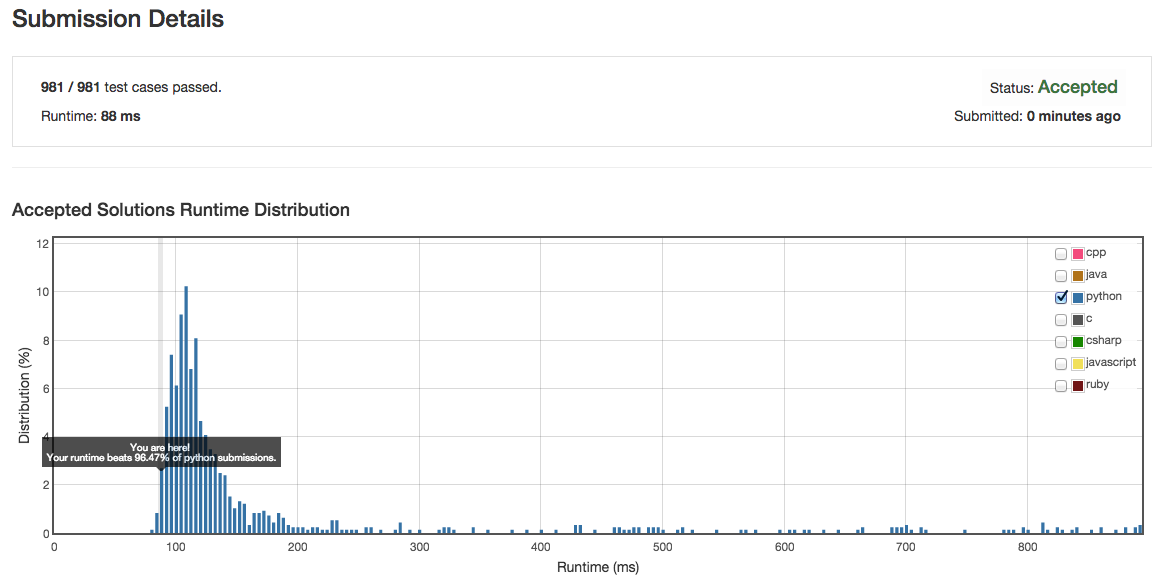 Submission Details
981 / 981 test cases passed.
Status: Accepted
Runtime: 88 ms
Submitted: 0 minutes ago
Accepted Solutions Runtime Distribution
12
10
8
6
4
2
0
Distribution (%)
You are here!
Your runtime beats 96.47% of python submissions.
cpp
java
python
c
csharp
javascript
ruby
0
100
200
300
400
500
600
700
800
Runtime (ms)